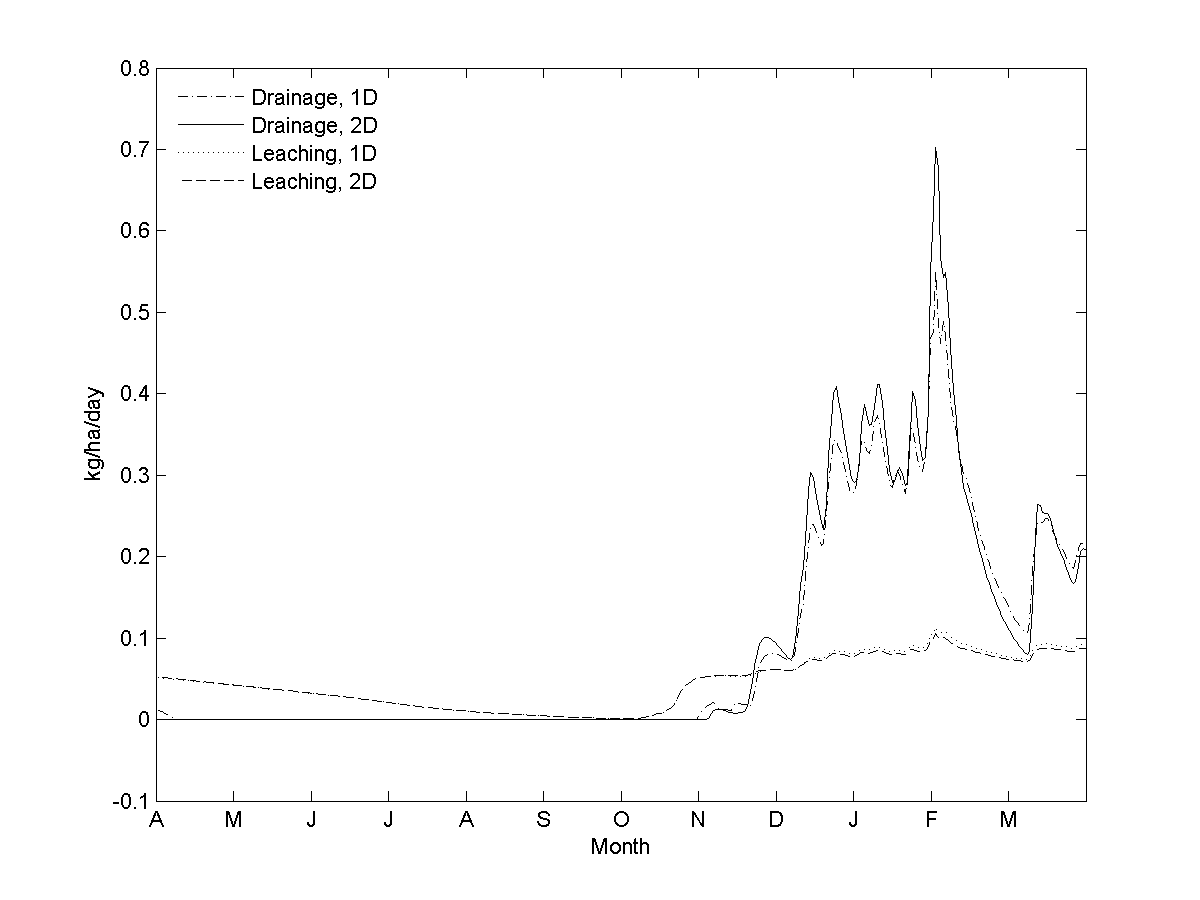 0.8
0.7
0.6
0.5
0.4
0.3
0.2
0.1
0
-0.1
kg/ha/day
Drainage, 1D
Drainage, 2D
Leaching, 1D
Leaching, 2D
A M J J A S O N D J F M
Month